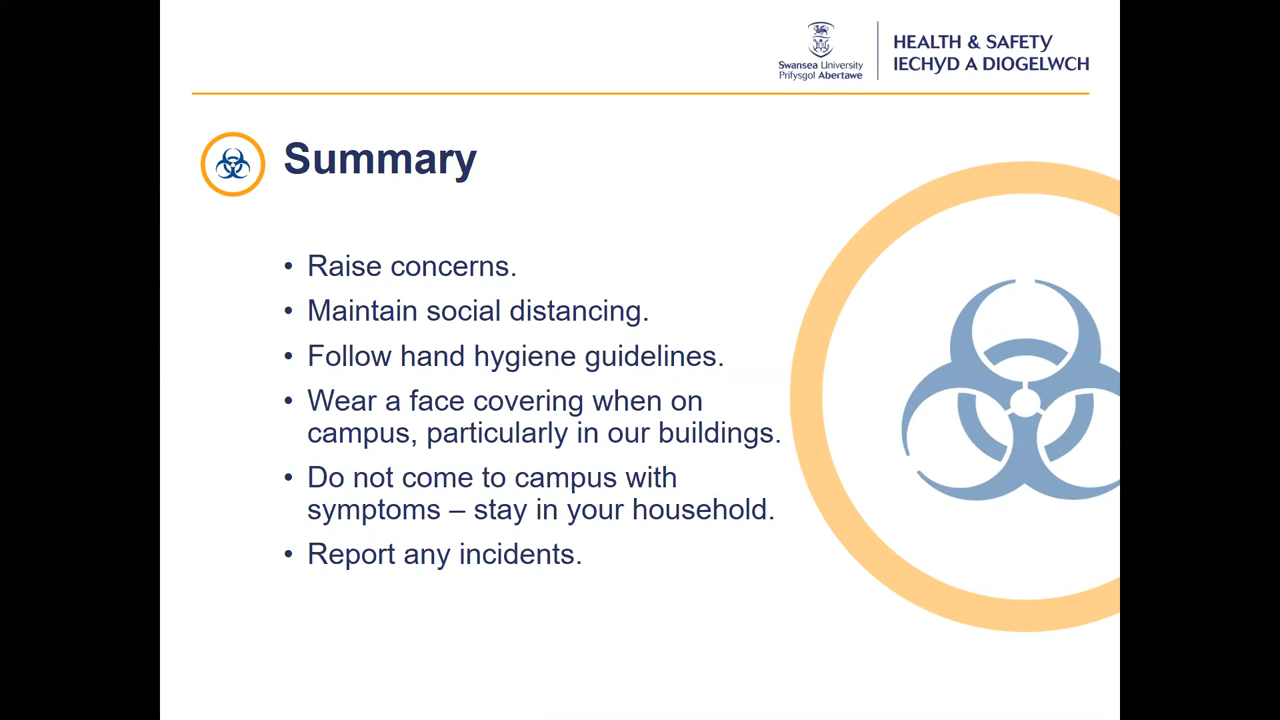 Swansea University
Prifysgol Abertawe
HEALTH & SAFETY
IECHYD A DIOGELWCH
Summary
• Raise concerns.
• Maintain social distancing.
• Follow hand hygiene guidelines.
• Wear a face covering when on
campus, particularly in our buildings.
• Do not come to campus with
symptoms – stay in your household.
• Report any incidents.